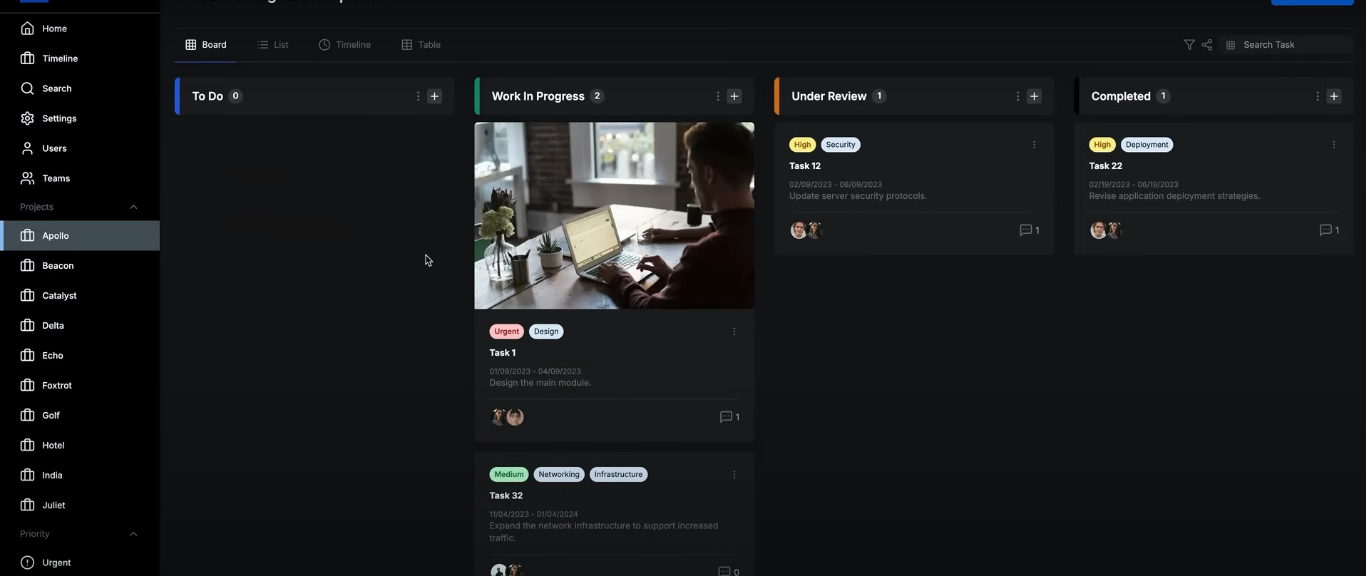 Home
Timeline
Search
Settings
Users
Teams
Projects
Apollo
Beacon
Catalyst
Delta
Echo
Foxtrot
Golf
Hotel
India
Juliet
Priority
Urgent
Board
List
Timeline
Table
Search Task
To Do 0
Work In Progress 2
Urgent Design
Task 1
01/09/2023 - 04/09/2023
Design the main module.
1
Medium Networking Infrastructure
Task 32
11/04/2023 - 01/04/2024
Expand the network infrastructure to support increased
traffic.
0
Under Review 1
High Security
Task 12
02/09/2023 - 06/09/2023
Update server security protocols.
1
Completed 1
High Deployment
Task 22
02/19/2023 - 06/19/2023
Revise application deployment strategies.
1